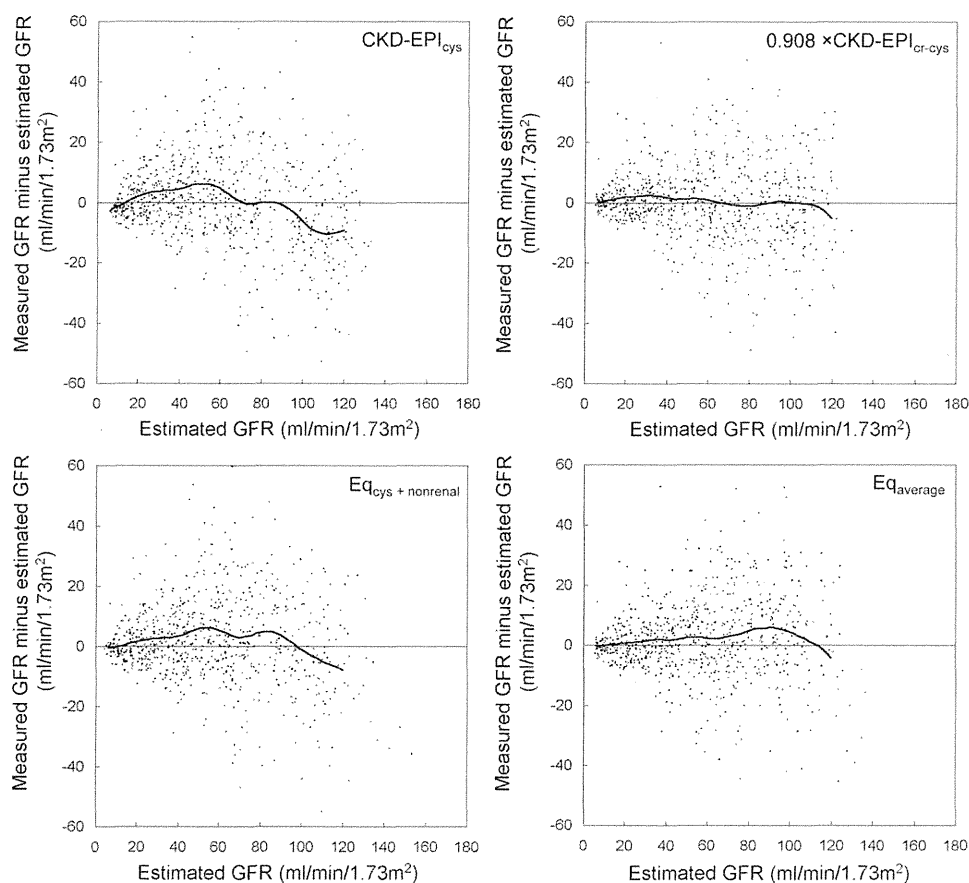 CKD-EPIcys
Measured GFR minus estimated GFR
(ml/min/1.73m²)
60
40
20
0
-20
-40
-60
0 20 40 60 80 100 120 140 160 180
Estimated GFR (ml/min/1.73m²)
0.908 ×CKD-EPIcr-cys
Measured GFR minus estimated GFR
(ml/min/1.73m²)
60
40
20
0
-20
-40
-60
0 20 40 60 80 100 120 140 160 180
Estimated GFR (ml/min/1.73m²)
Eqcys + nonrenal
Measured GFR minus estimated GFR
(ml/min/1.73m²)
60
40
20
0
-20
-40
-60
0 20 40 60 80 100 120 140 160 180
Estimated GFR (ml/min/1.73m²)
Eqaverage
Measured GFR minus estimated GFR
(ml/min/1.73m²)
60
40
20
0
-20
-40
-60
0 20 40 60 80 100 120 140 160 180
Estimated GFR (ml/min/1.73m²)